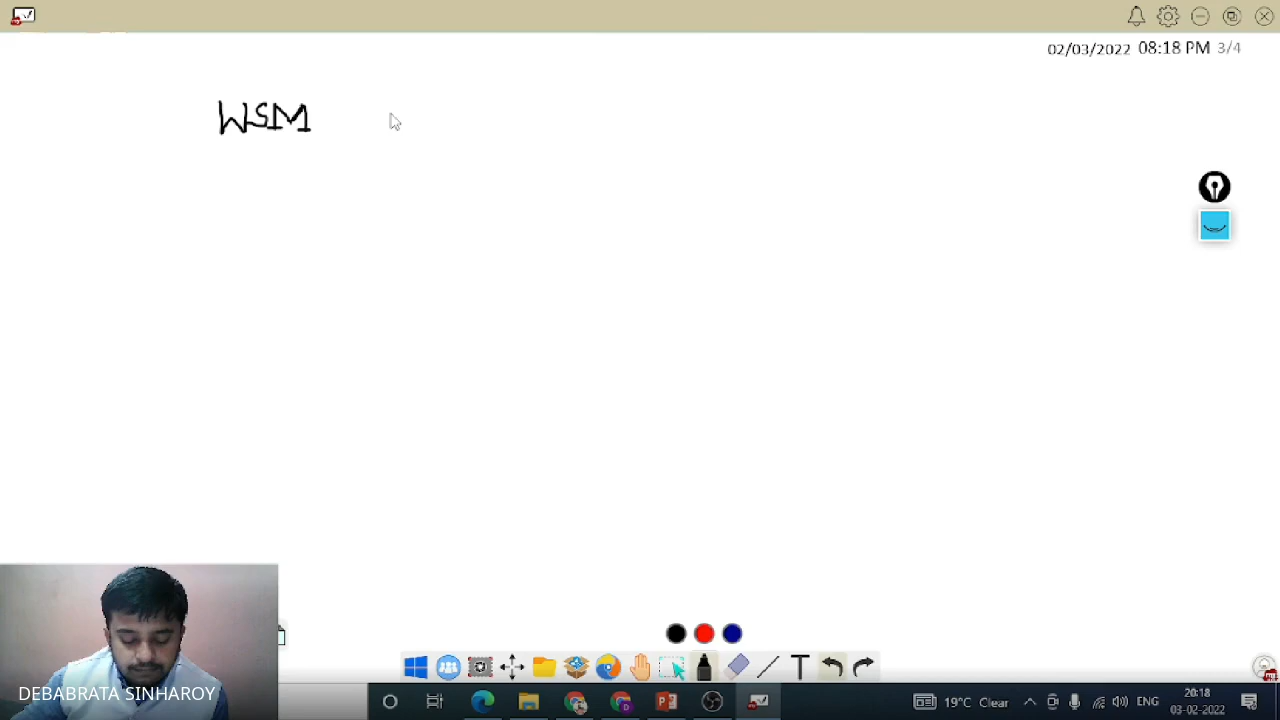 02/03/2022 08:18 PM 3/4
WSM
DEBABRATA SINHAROY
19°C Clear
ENG
20:18
03-02-2022